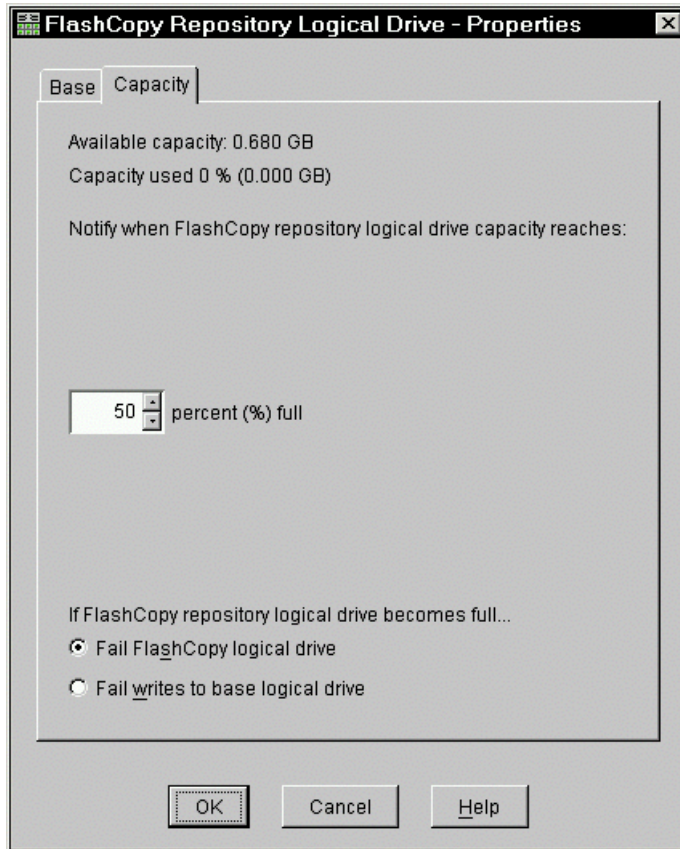 FlashCopy Repository Logical Drive - Properties
Base
Capacity
Available capacity: 0.680 GB
Capacity used 0 % (0.000 GB)
Notify when FlashCopy repository logical drive capacity reaches:
50 percent (%) full
If FlashCopy repository logical drive becomes full...
Fail FlashCopy logical drive
Fail writes to base logical drive
OK
Cancel
Help